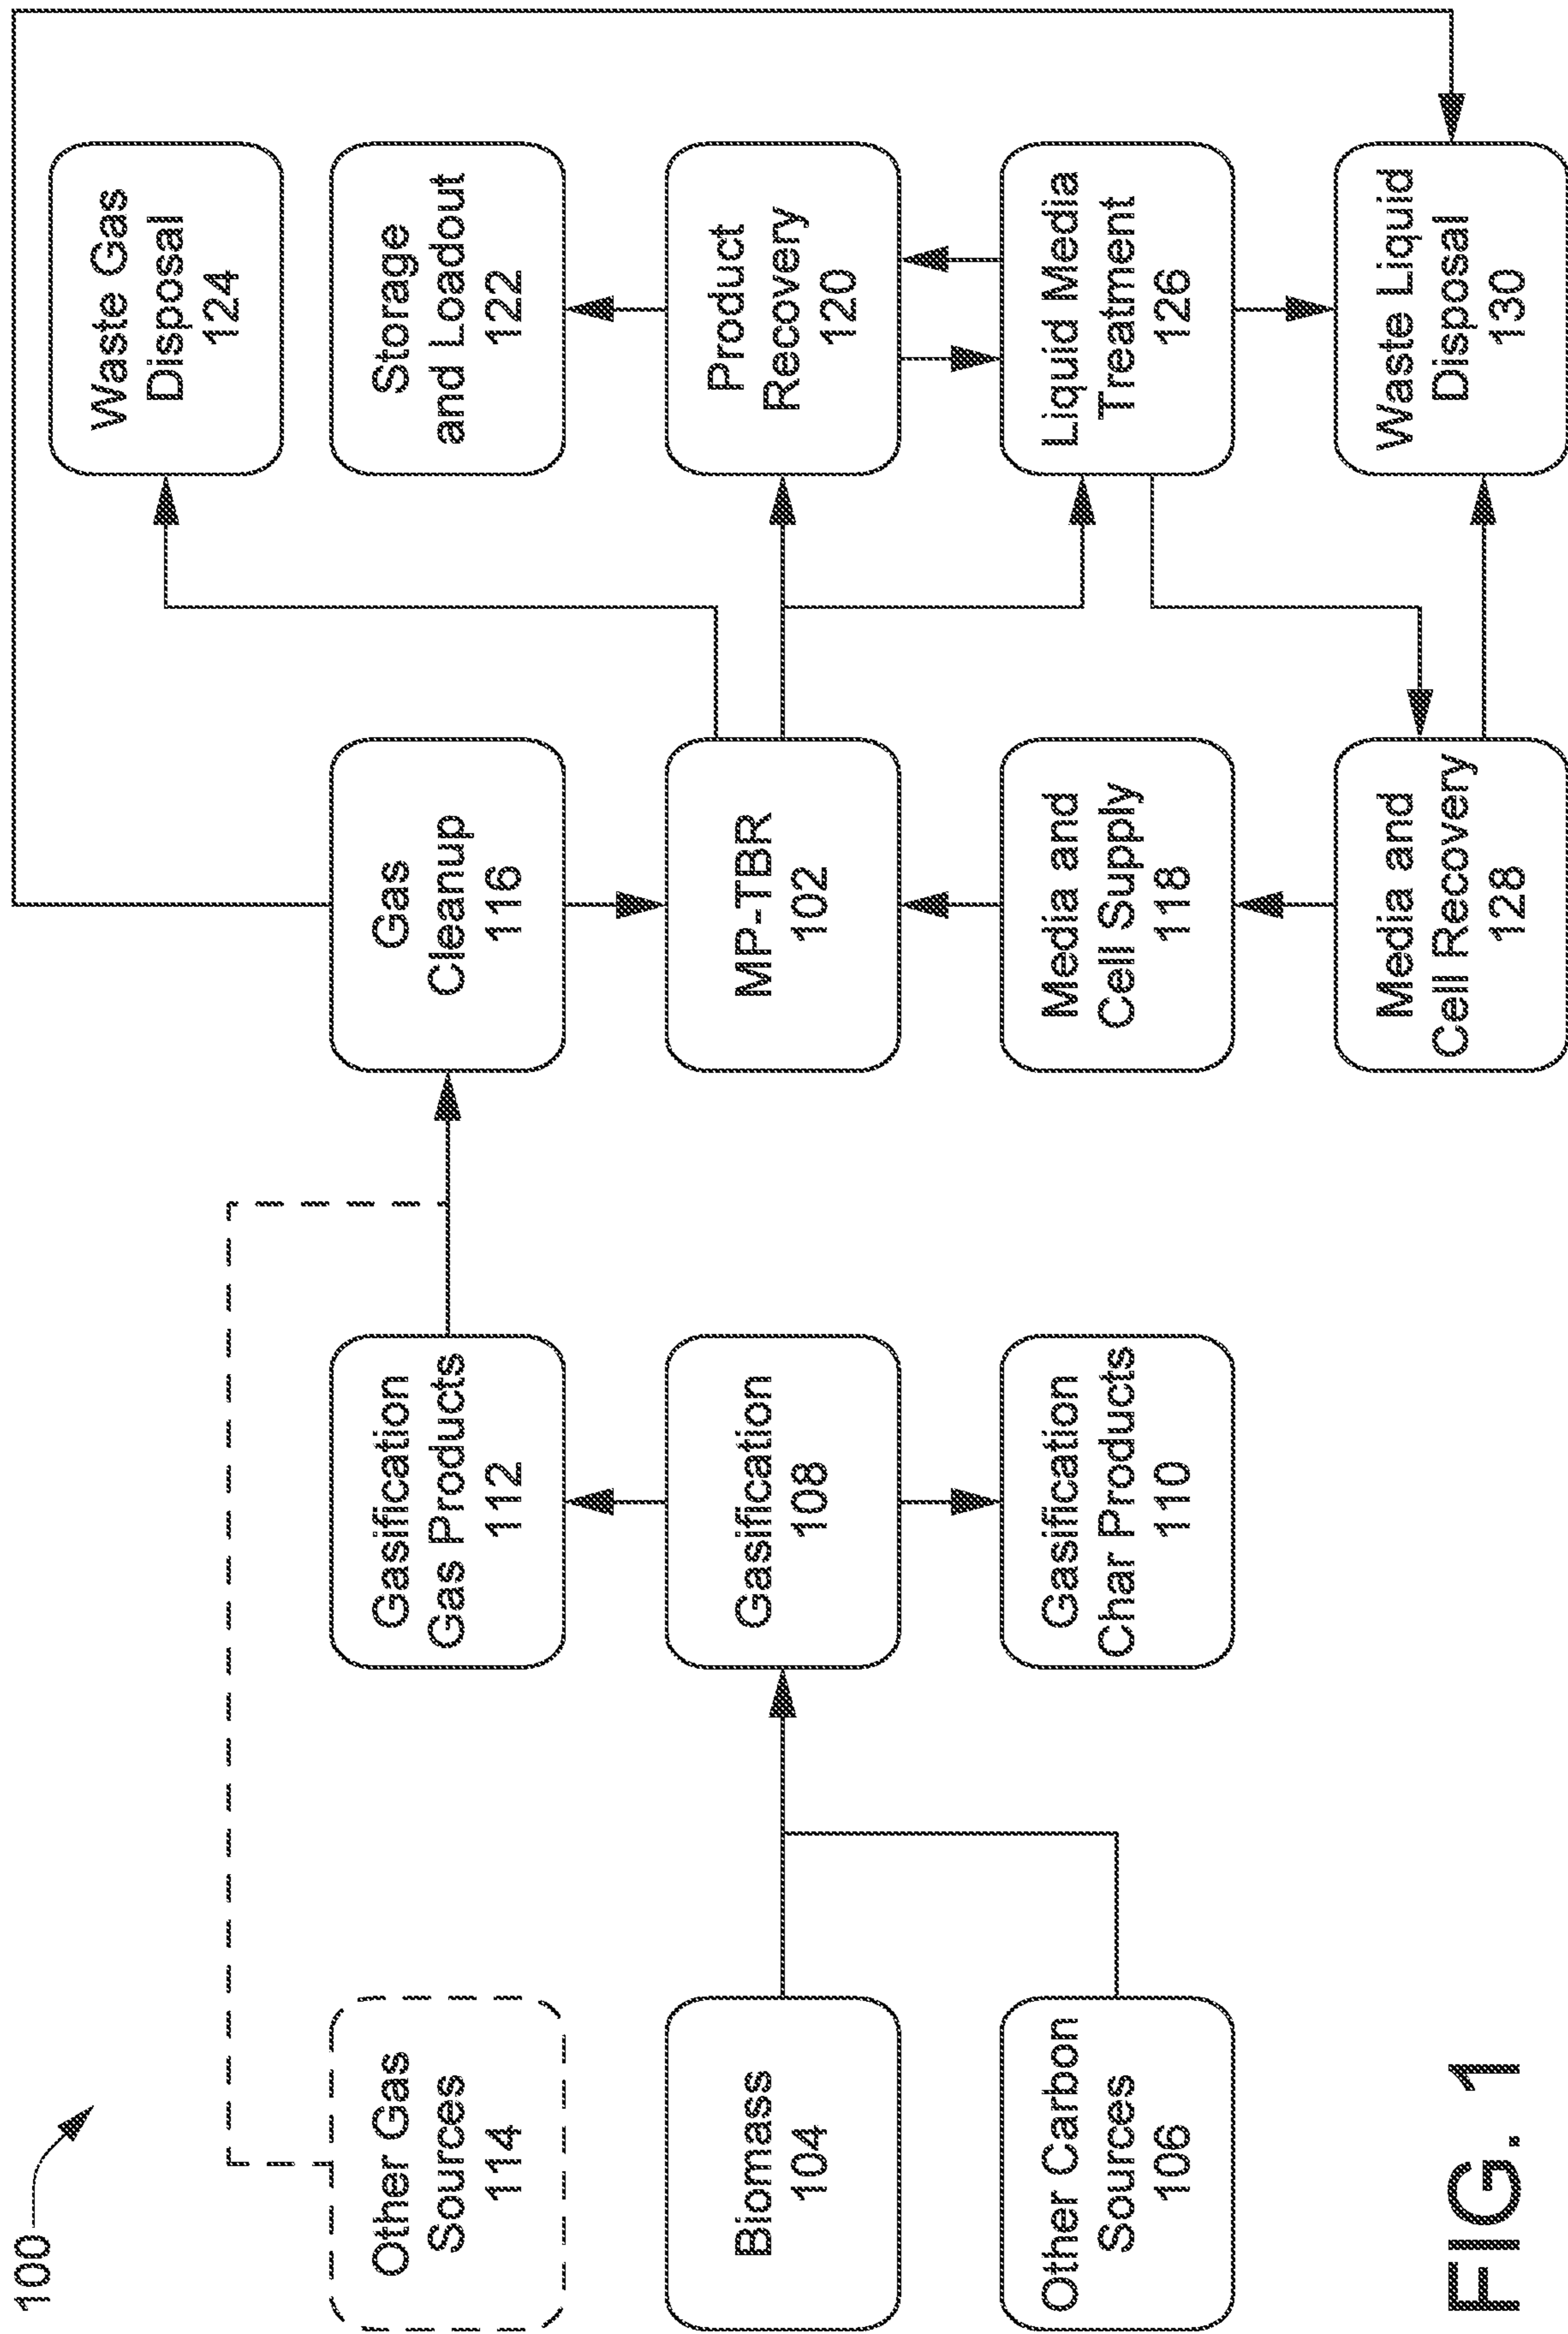 100
Other Gas
Sources
114
Biomass
104
Other Carbon
Sources
106
Gasification
Gas Products
112
Gasification
108
Gasification
Char Products
110
Gas
Cleanup
116
MP-TBR
102
Media and
Cell Supply
118
Media and
Cell Recovery
128
Waste Gas
Disposal
124
Storage
and Loadout
122
Product
Recovery
120
Liquid Media
Treatment
126
Waste Liquid
Disposal
130
FIG. 1